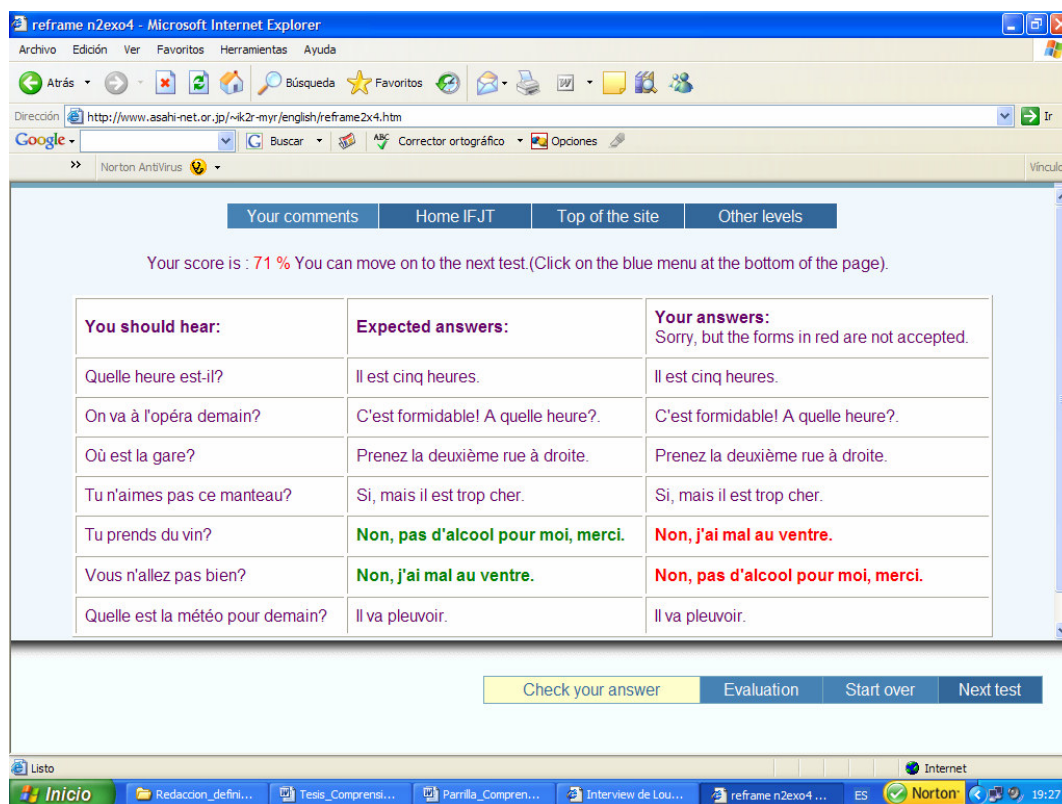 reframe n2exo4 - Microsoft Internet Explorer
Archivo Edición Ver Favoritos Herramientas Ayuda
Atrás Búsqueda Favoritos
Dirección http://www.asahi-net.or.jp/~ik2r-myr/english/reframe2x4.htm Ir
Google Buscar ABC Corrector ortográfico Opciones
» Norton AntiVirus Vínculo
Your comments Home IFJT Top of the site Other levels
Your score is : 71 % You can move on to the next test.(Click on the blue menu at the bottom of the page).
You should hear: Expected answers: Your answers:
Sorry, but the forms in red are not accepted.
Quelle heure est-il? Il est cinq heures. Il est cinq heures.
On va à l'opéra demain? C'est formidable! A quelle heure?. C'est formidable! A quelle heure?.
Où est la gare? Prenez la deuxième rue à droite. Prenez la deuxième rue à droite.
Tu n'aimes pas ce manteau? Si, mais il est trop cher. Si, mais il est trop cher.
Tu prends du vin? Non, pas d'alcool pour moi, merci. Non, j'ai mal au ventre.
Vous n'allez pas bien? Non, j'ai mal au ventre. Non, pas d'alcool pour moi, merci.
Quelle est la météo pour demain? Il va pleuvoir. Il va pleuvoir.
Check your answer Evaluation Start over Next test
Listo Internet
Inicio Redaccion_defini... Tesis_Comprensi... Parrilla_Compren... Interview de Lou... reframe n2exo4 ... ES Norton 19:27